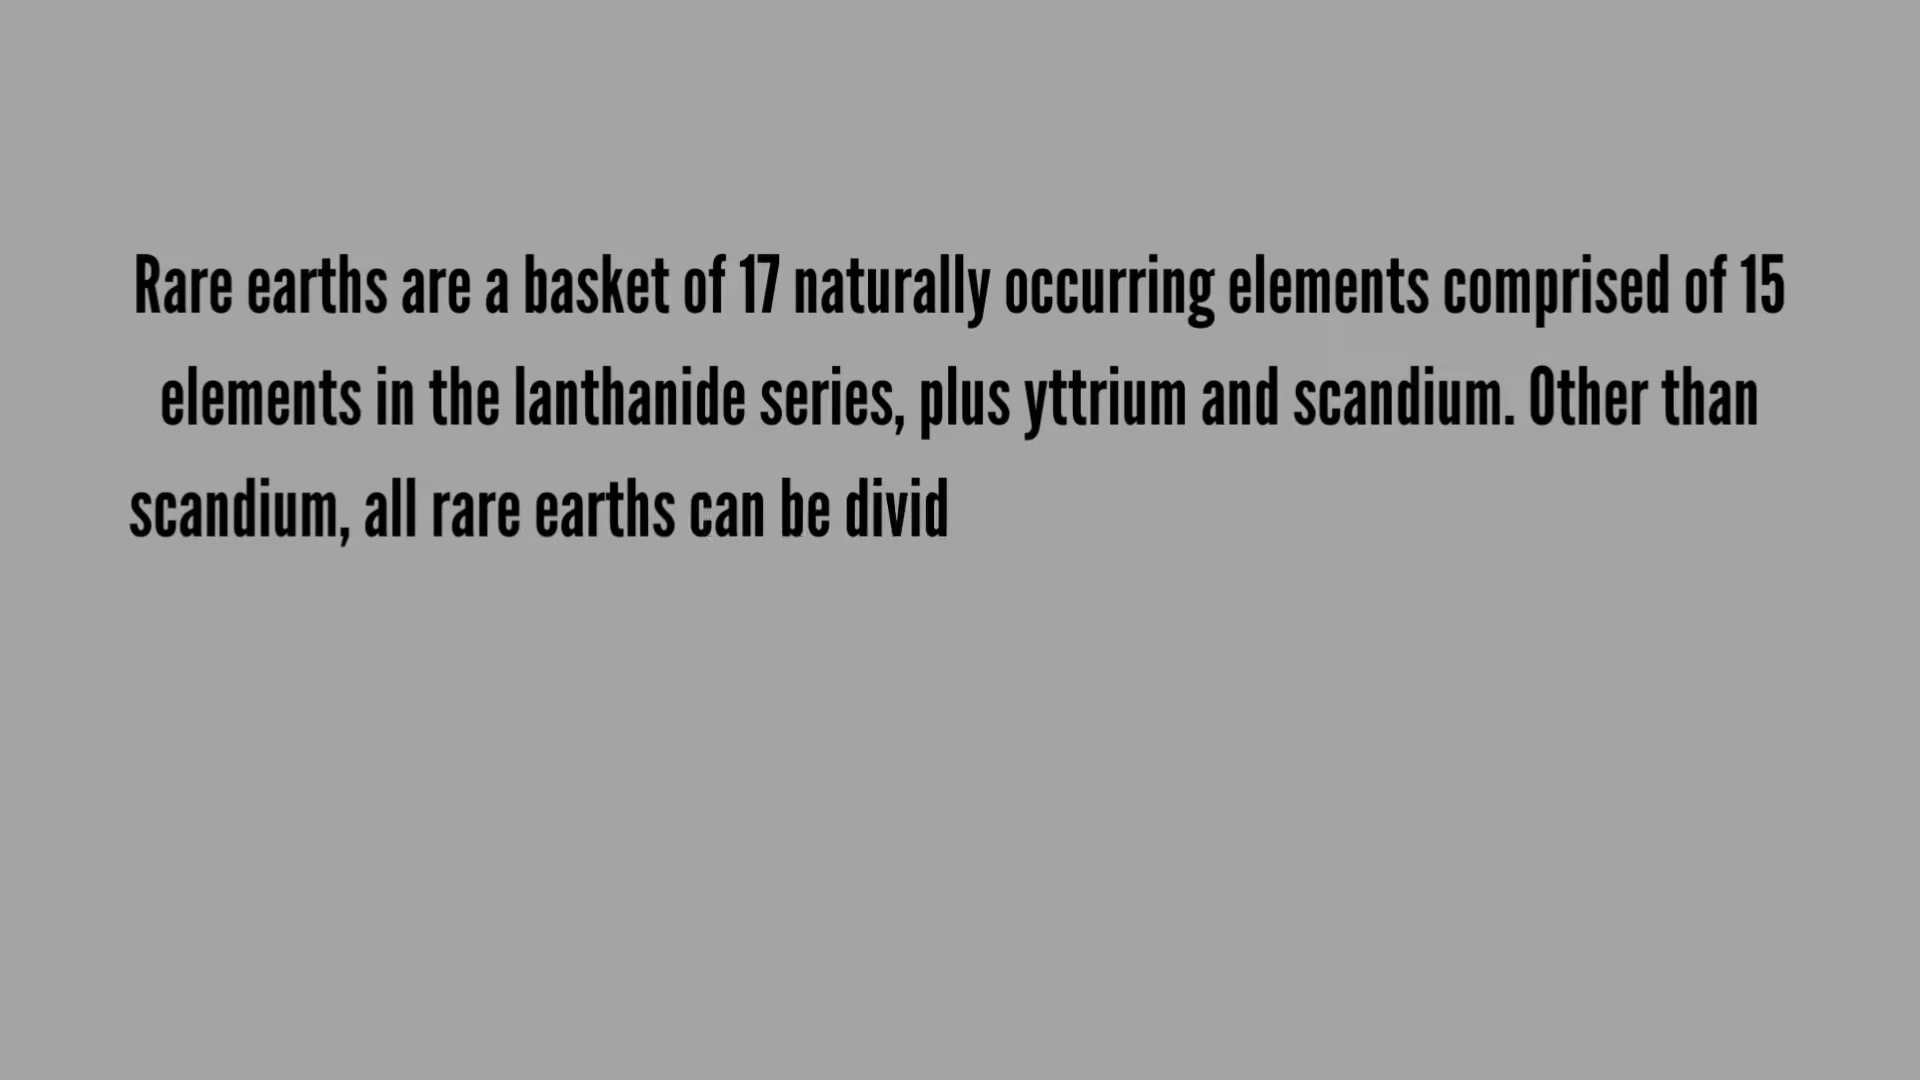 Rare earths are a basket of 17 naturally occurring elements comprised of 15
elements in the lanthanide series, plus yttrium and scandium. Other than
scandium, all rare earths can be divid